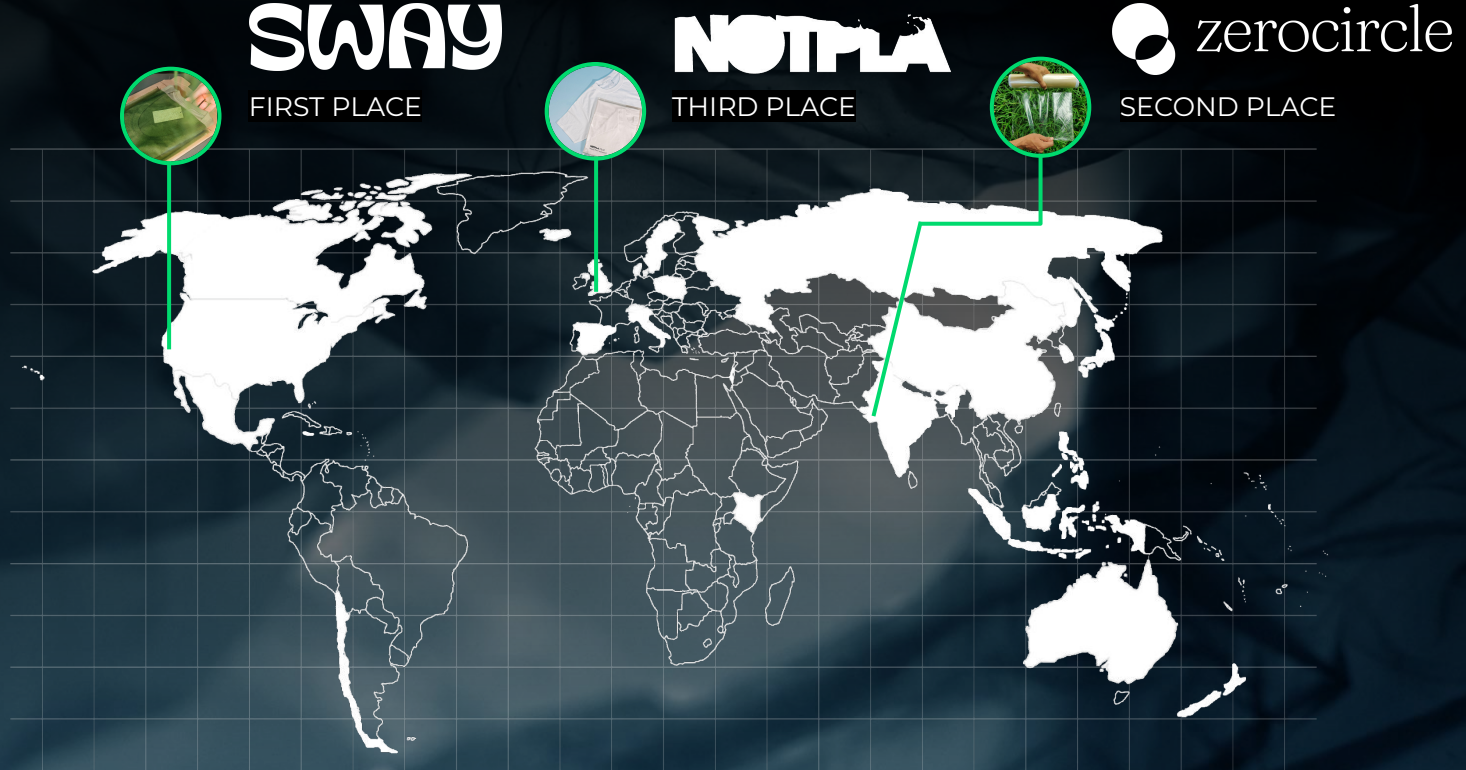 SWAY
FIRST PLACE
NOTPLA
THIRD PLACE
zerocircle
SECOND PLACE